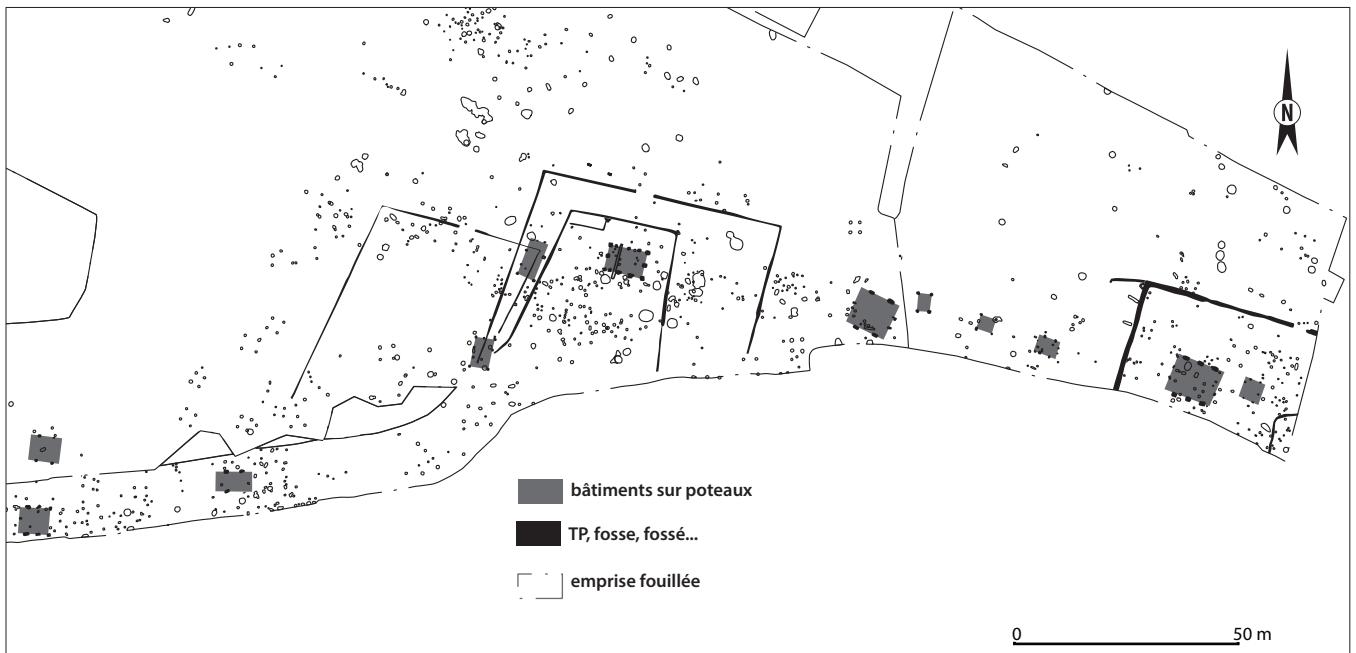 N
bâtiments sur poteaux
TP, fosse, fossé...
emprise fouillée
0 50 m